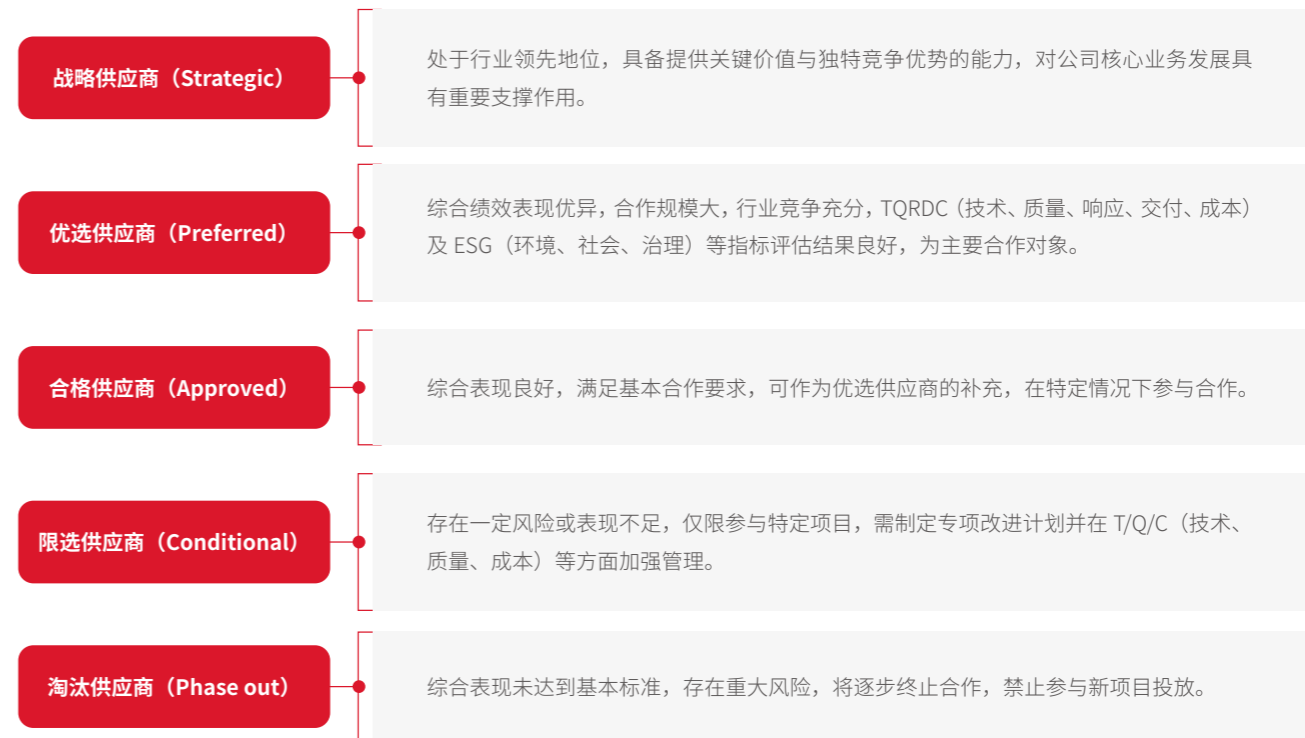 战略供应商（Strategic）
处于行业领先地位，具备提供关键价值与独特竞争优势的能力，对公司核心业务发展具
有重要支撑作用。
优选供应商（Preferred）
综合绩效表现优异，合作规模大，行业竞争充分，TQRDC（技术、质量、响应、交付、成本）
及 ESG（环境、社会、治理）等指标评估结果良好，为主要合作对象。
合格供应商（Approved）
综合表现良好，满足基本合作要求，可作为优选供应商的补充，在特定情况下参与合作。
限选供应商（Conditional）
存在一定风险或表现不足，仅限参与特定项目，需制定专项改进计划并在 T/Q/C（技术、
质量、成本）等方面加强管理。
淘汰供应商（Phase out）
综合表现未达到基本标准，存在重大风险，将逐步终止合作，禁止参与新项目投放。